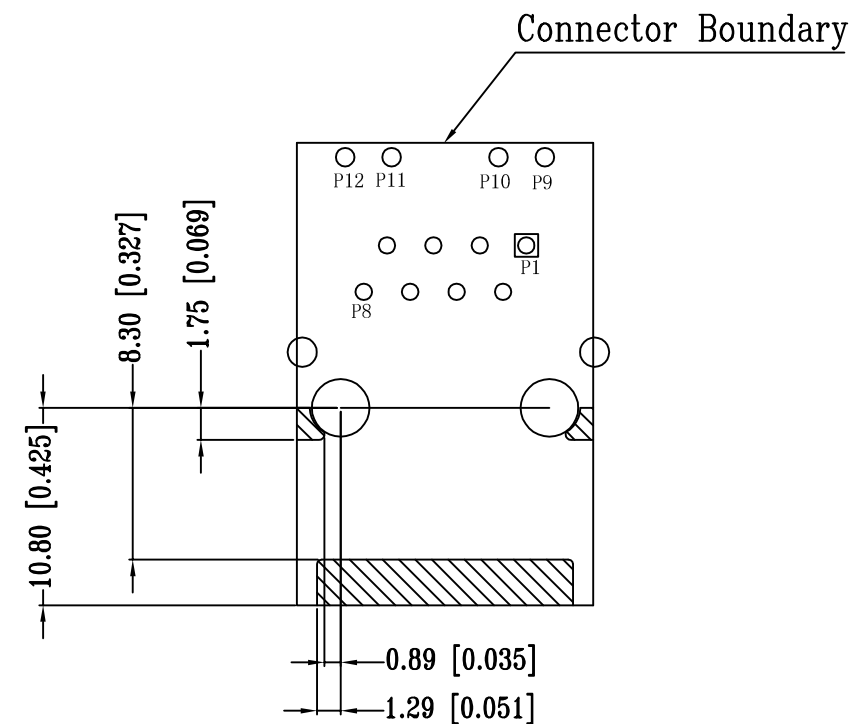 Connector Boundary
P12 P11 P10 P9
P1
P8
8.30 [0.327]
1.75 [0.069]
10.80 [0.425]
0.89 [0.035]
1.29 [0.051]